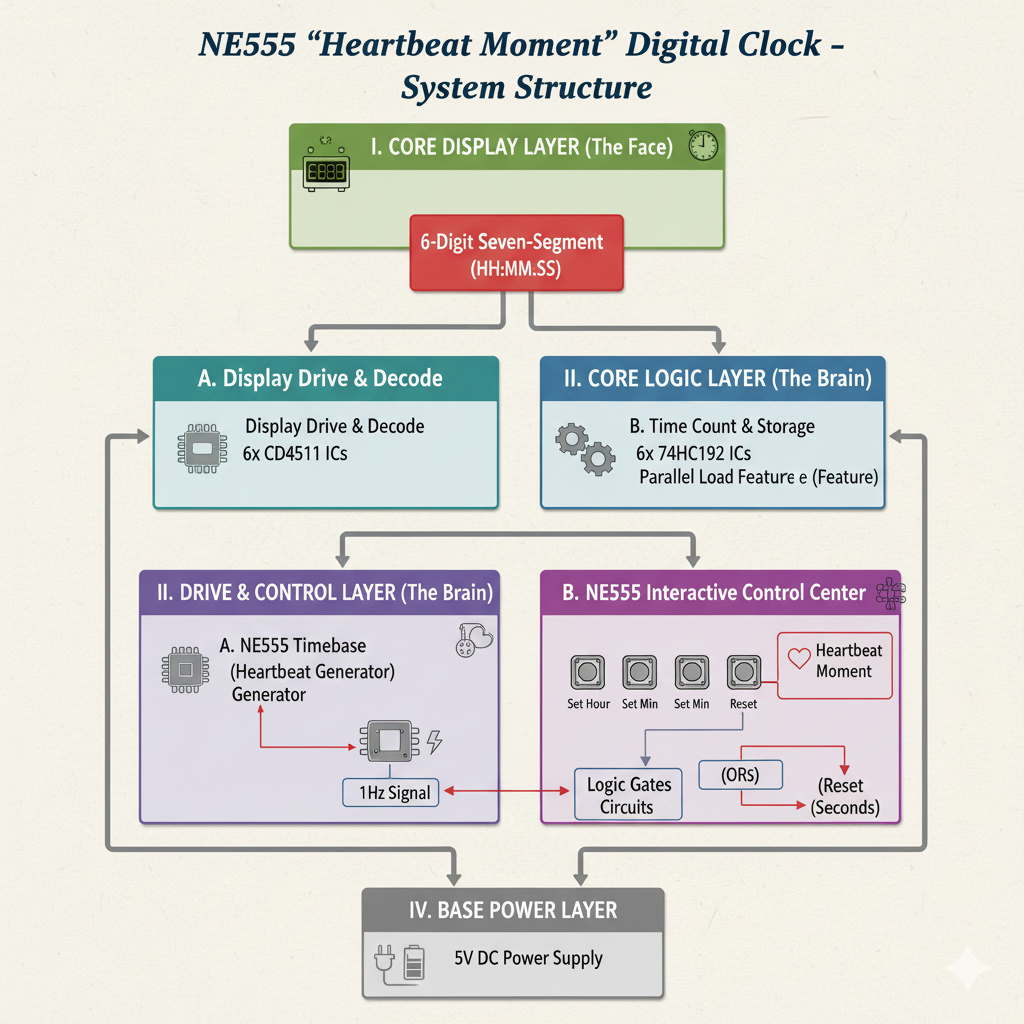 NE555 “Heartbeat Moment” Digital Clock –
System Structure
I. CORE DISPLAY LAYER (The Face)
6-Digit Seven-Segment
(HH:MM.SS)
A. Display Drive & Decode
Display Drive & Decode
6x CD4511 ICs
II. CORE LOGIC LAYER (The Brain)
B. Time Count & Storage
6x 74HC192 ICs
Parallel Load Feature e (Feature)
II. DRIVE & CONTROL LAYER (The Brain)
A. NE555 Timebase
(Heartbeat Generator)
Generator
1Hz Signal
B. NE555 Interactive Control Center
Heartbeat
Moment
Set Hour
Set Min
Set Min
Reset
Logic Gates
Circuits
(ORs)
(Reset
(Seconds)
IV. BASE POWER LAYER
5V DC Power Supply